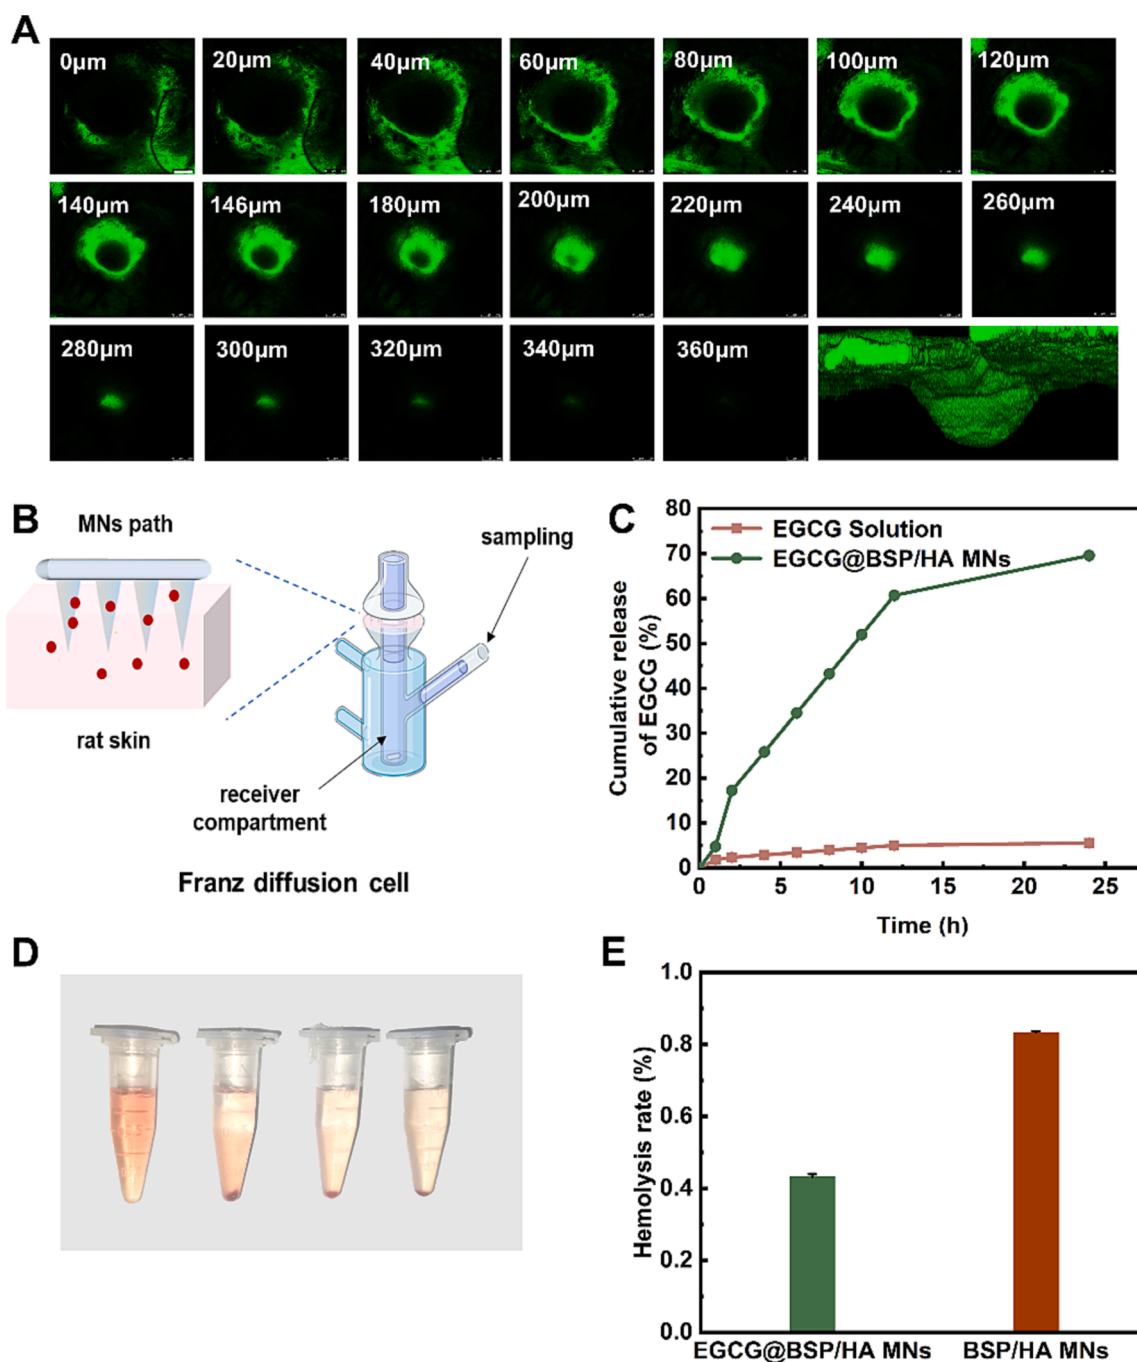 A
0µm 20µm 40µm 60µm 80µm 100µm 120µm
140µm 146µm 180µm 200µm 220µm 240µm 260µm
280µm 300µm 320µm 340µm 360µm
B
MNs path
sampling
rat skin
receiver
compartment
Franz diffusion cell
C
EGCG Solution
EGCG@BSP/HA MNs
Cumulative release
of EGCG (%)
80
70
60
50
40
30
20
10
0
0 5 10 15 20 25
Time (h)
D
E
Hemolysis rate (%)
1.0
0.8
0.6
0.4
0.2
0.0
EGCG@BSP/HA MNs BSP/HA MNs